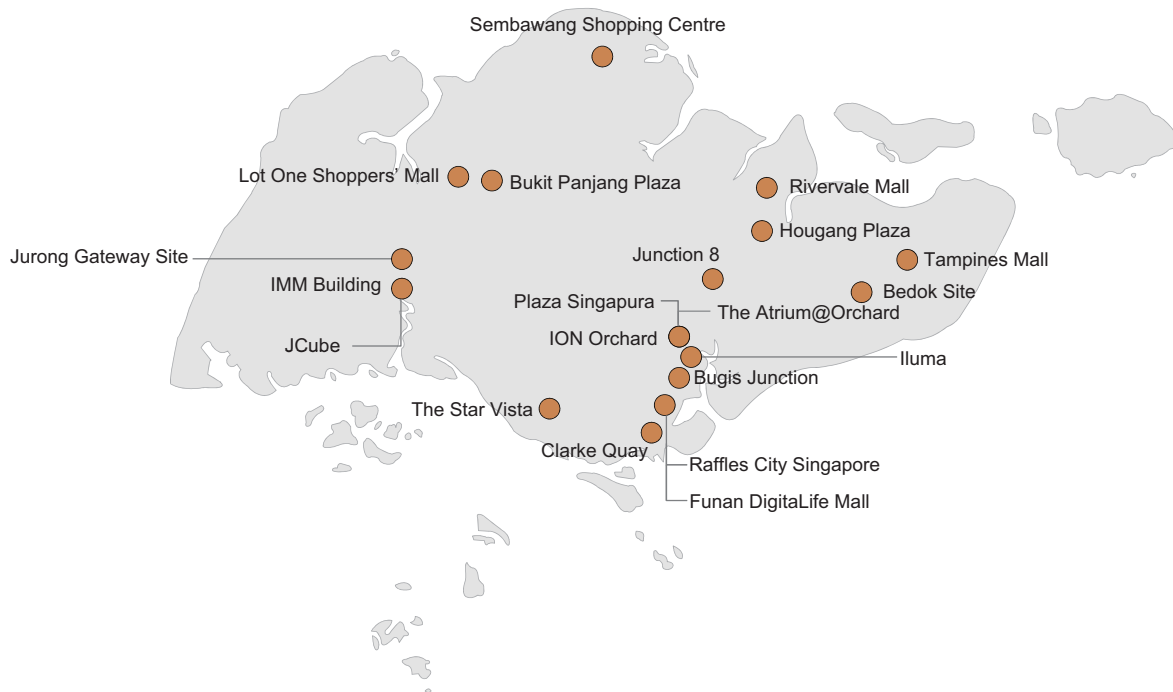 Sembawang Shopping Centre
Lot One Shoppers’ Mall
Bukit Panjang Plaza
Rivervale Mall
Hougang Plaza
Jurong Gateway Site
Junction 8
Tampines Mall
IMM Building
Bedok Site
Plaza Singapura
The Atrium@Orchard
ION Orchard
JCube
Iluma
Bugis Junction
The Star Vista
Clarke Quay
Raffles City Singapore
Funan DigitaLife Mall